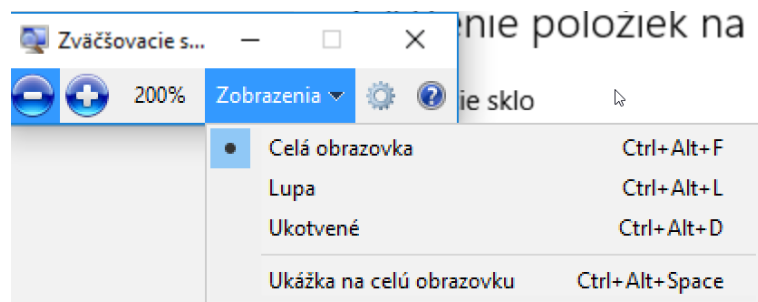 Zväčšovacie s...
nie položiek na
200% Zobrazenia
ie sklo
Celá obrazovka Ctrl+Alt+F
Lupa Ctrl+Alt+L
Ukotvené Ctrl+Alt+D
Ukážka na celú obrazovku Ctrl+Alt+Space